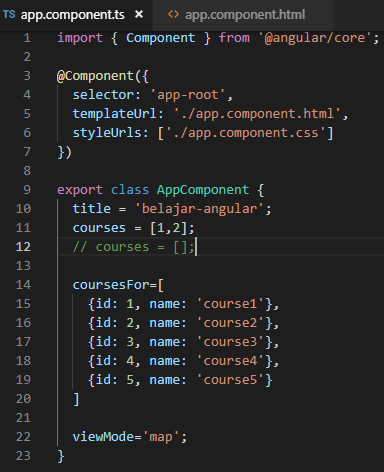 TS app.component.ts × <> app.component.html
1 import { Component } from '@angular/core';
2
3 @Component({
4   selector: 'app-root',
5   templateUrl: './app.component.html',
6   styleUrls: ['./app.component.css']
7 })
8
9 export class AppComponent {
10   title = 'belajar-angular';
11   courses = [1,2];
12   // courses = [];
13
14   coursesFor=[
15     {id: 1, name: 'course1'},
16     {id: 2, name: 'course2'},
17     {id: 3, name: 'course3'},
18     {id: 4, name: 'course4'},
19     {id: 5, name: 'course5'}
20   ]
21
22   viewMode='map';
23 }